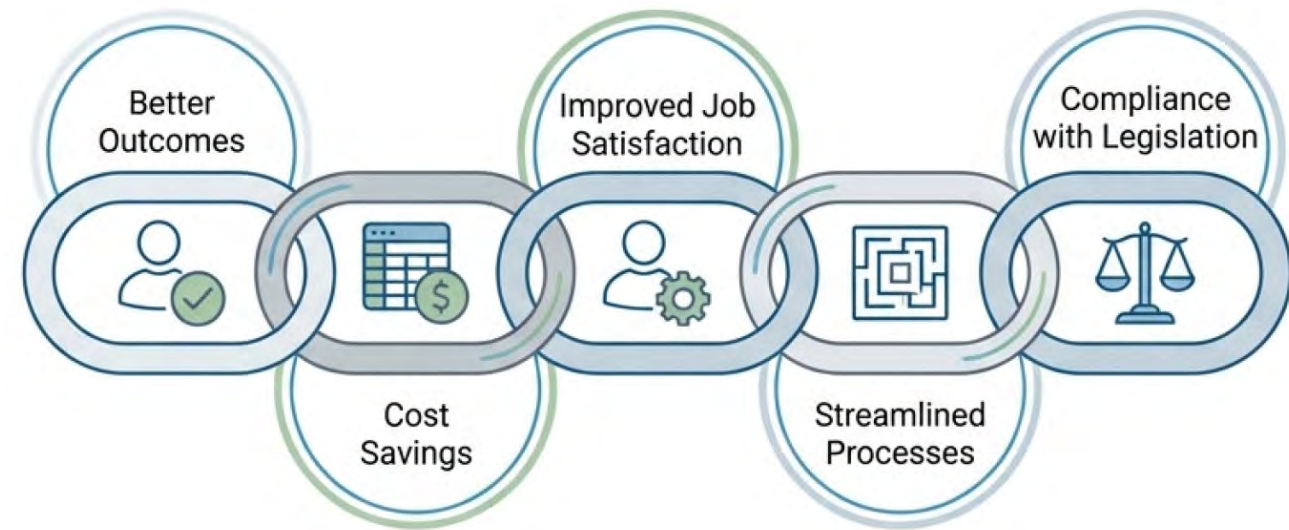 Better
Outcomes
Cost
Savings
$
Improved Job
Satisfaction
Streamlined
Processes
Compliance
with Legislation